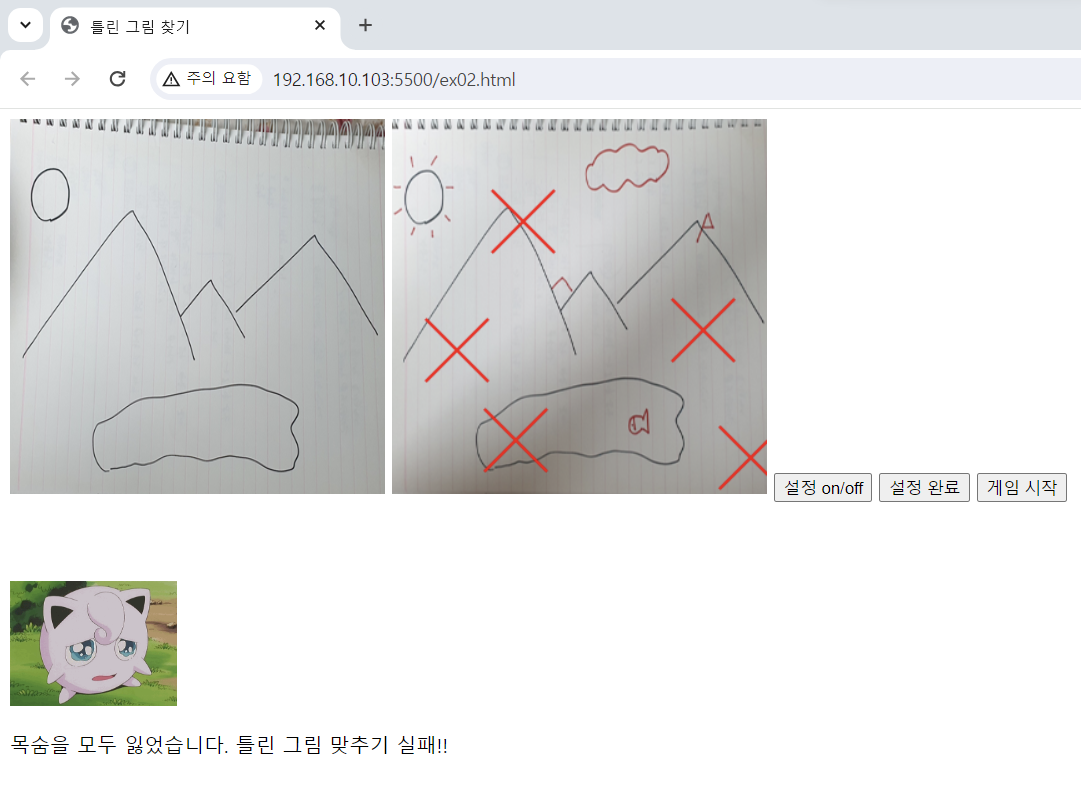 틀린 그림 찾기
주의 요함 192.168.10.103:5500/ex02.html
설정 on/off 설정 완료 게임 시작
목숨을 모두 잃었습니다. 틀린 그림 맞추기 실패!!